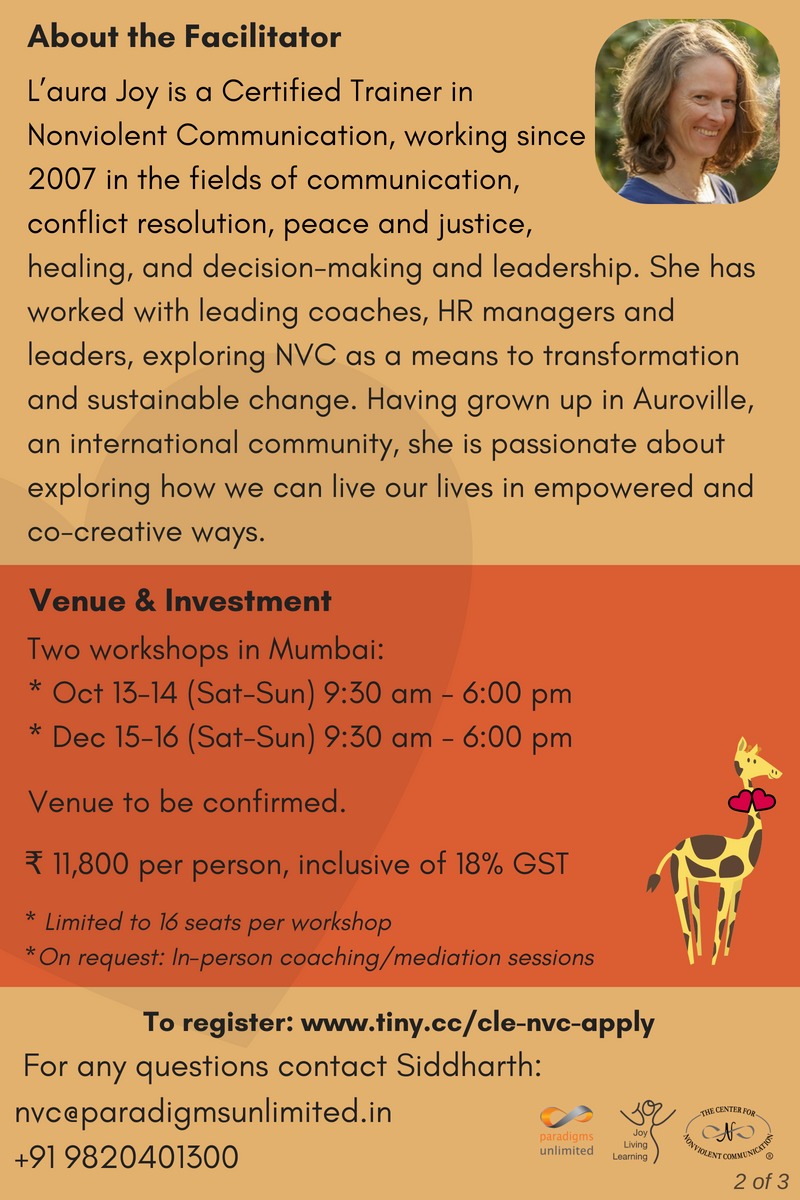 About the Facilitator
L’aura Joy is a Certified Trainer in
Nonviolent Communication, working since
2007 in the fields of communication,
conflict resolution, peace and justice,
healing, and decision-making and leadership. She has
worked with leading coaches, HR managers and
leaders, exploring NVC as a means to transformation
and sustainable change. Having grown up in Auroville,
an international community, she is passionate about
exploring how we can live our lives in empowered and
co-creative ways.
Venue & Investment
Two workshops in Mumbai:
* Oct 13-14 (Sat-Sun) 9:30 am - 6:00 pm
* Dec 15-16 (Sat-Sun) 9:30 am - 6:00 pm
Venue to be confirmed.
₹ 11,800 per person, inclusive of 18% GST
* Limited to 16 seats per workshop
*On request: In-person coaching/mediation sessions
To register: www.tiny.cc/cle-nvc-apply
For any questions contact Siddharth:
nvc@paradigmsunlimited.in
+91 9820401300
paradigms
unlimited
Joy
Living
Learning
THE CENTER FOR
NONVIOLENT COMMUNICATION
®
2 of 3